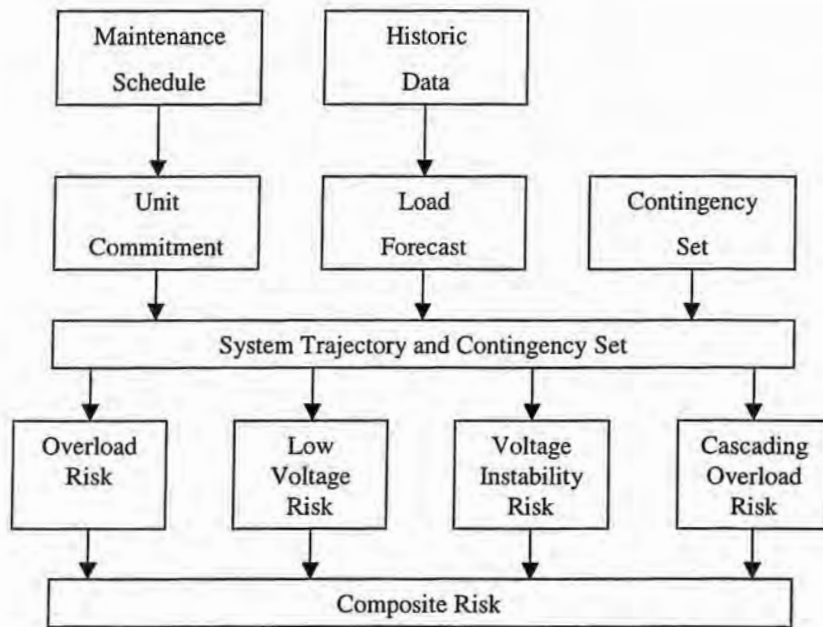 Maintenance
Schedule
Historic
Data
Unit
Commitment
Load
Forecast
Contingency
Set
System Trajectory and Contingency Set
Overload
Risk
Low
Voltage
Risk
Voltage
Instability
Risk
Cascading
Overload
Risk
Composite Risk